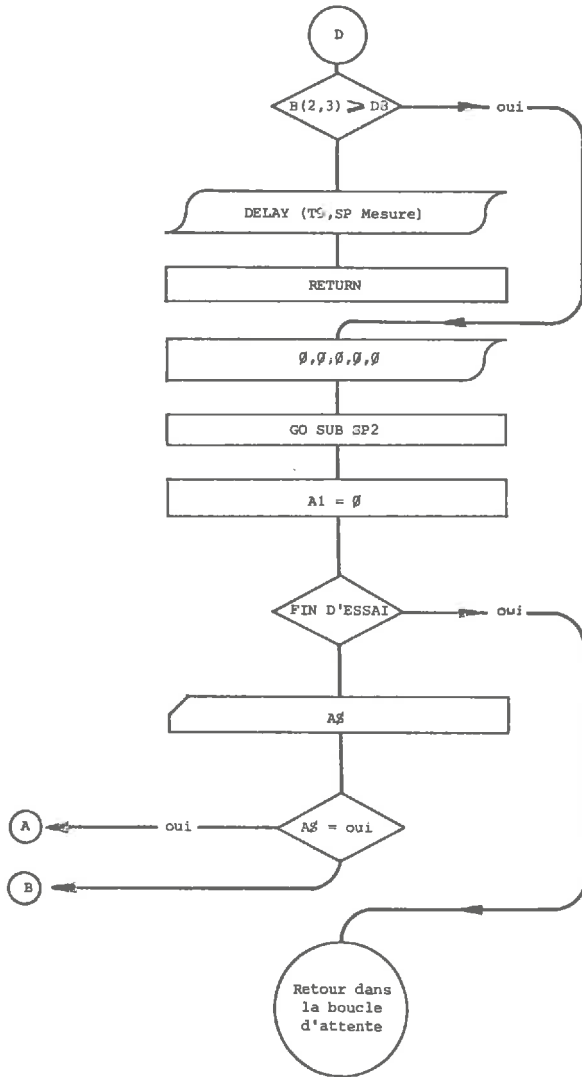 D
B(2,3) ⩾ D3 oui
DELAY (T9,SP Mesure)
RETURN
Ø,Ø,Ø,Ø,Ø
GO SUB SP2
A1 = Ø
FIN D'ESSAI oui
A$
A oui A$ = oui
B
Retour dans
la boucle
d'attente